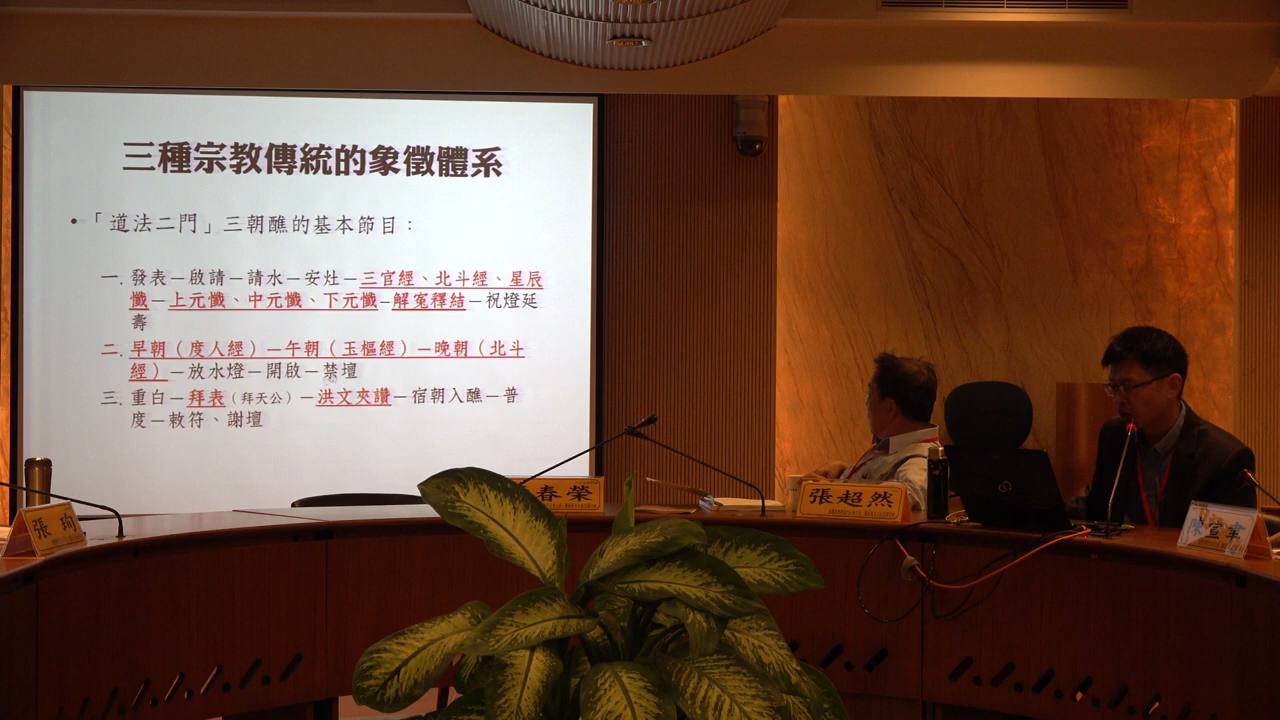 三種宗教傳統的象徵體系
•「道法二門」三朝醮的基本節目：
一. 發表－啟請－請水－安灶－三官經、北斗經、星辰
懺－上元懺、中元懺、下元懺－解冤釋結－祝燈延
壽
二. 早朝（度人經）－午朝（玉樞經）－晚朝（北斗
經）－放水燈－開啟－禁壇
三. 重白－拜表（拜天公）－洪文夾讚－宿朝入醮－普
度－敕符、謝壇
張珣
春榮
張超然
宣聿